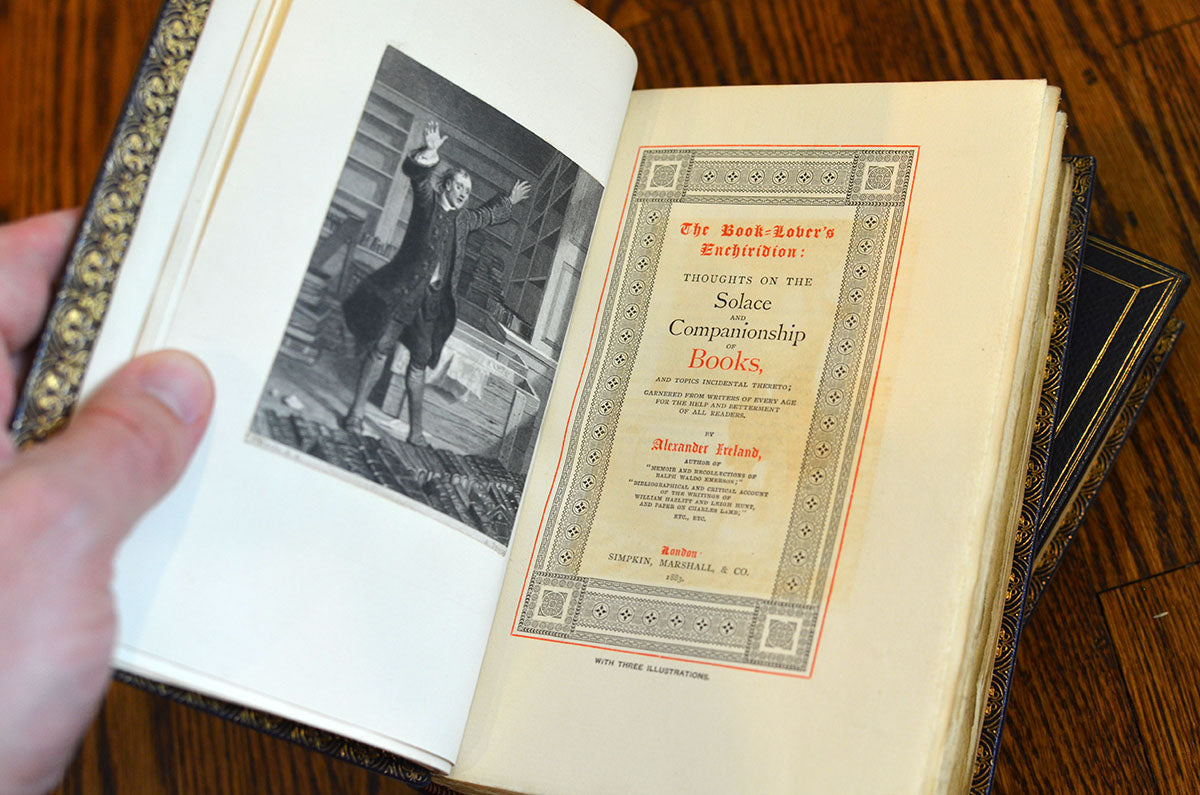 The Book=Lover's
Enchiridion:
THOUGHTS ON THE
Solace
AND
Companionship
OF
Books,
AND TOPICS INCIDENTAL THERETO;
GARNERED FROM WRITERS OF EVERY AGE
FOR THE HELP AND BETTERMENT
OF ALL READERS.
BY
Alexander Ireland,
AUTHOR OF
"MEMOIR AND RECOLLECTIONS OF
RALPH WALDO EMERSON;"
"BIBLIOGRAPHICAL AND CRITICAL ACCOUNT
OF THE WRITINGS OF
WILLIAM HAZLITT AND LEIGH HUNT,
AND PAPER ON CHARLES LAMB;"
ETC., ETC.
London:
SIMPKIN, MARSHALL, & CO.
1883.
WITH THREE ILLUSTRATIONS.